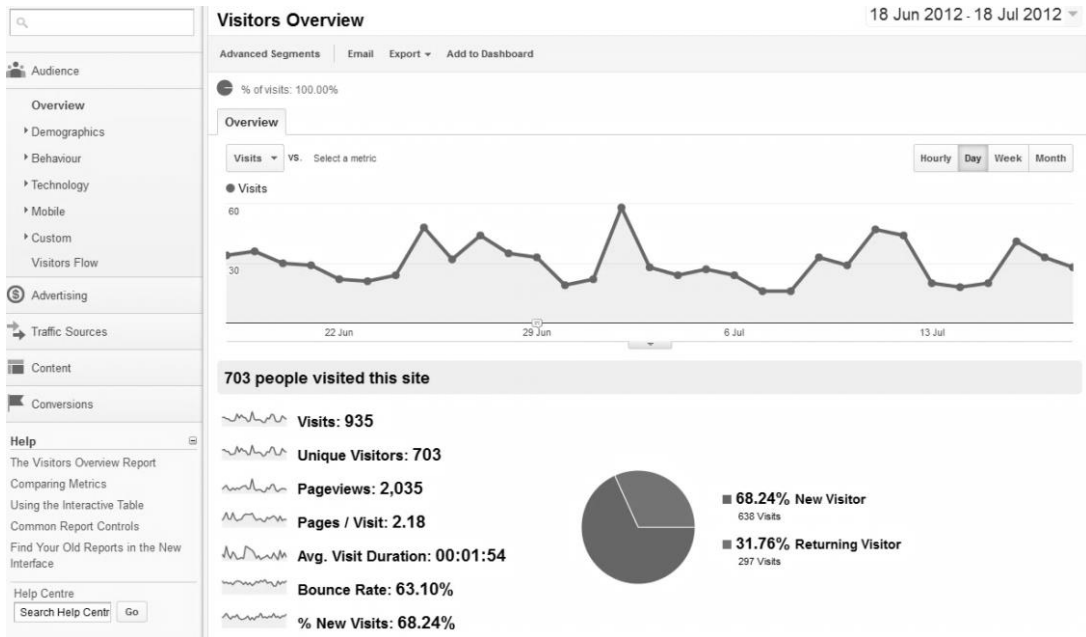 Visitors Overview
18 Jun 2012 - 18 Jul 2012
Advanced Segments Email Export Add to Dashboard
% of visits: 100.00%
Overview
Visits vs. Select a metric
Hourly Day Week Month
Visits
60
30
22 Jun 29 Jun 6 Jul 13 Jul
703 people visited this site
Visits: 935
Unique Visitors: 703
Pageviews: 2,035
Pages / Visit: 2.18
Avg. Visit Duration: 00:01:54
Bounce Rate: 63.10%
% New Visits: 68.24%
68.24% New Visitor
638 Visits
31.76% Returning Visitor
297 Visits
Audience
Overview
Demographics
Behaviour
Technology
Mobile
Custom
Visitors Flow
Advertising
Traffic Sources
Content
Conversions
Help
The Visitors Overview Report
Comparing Metrics
Using the Interactive Table
Common Report Controls
Find Your Old Reports in the New
Interface
Help Centre
Search Help Centr Go